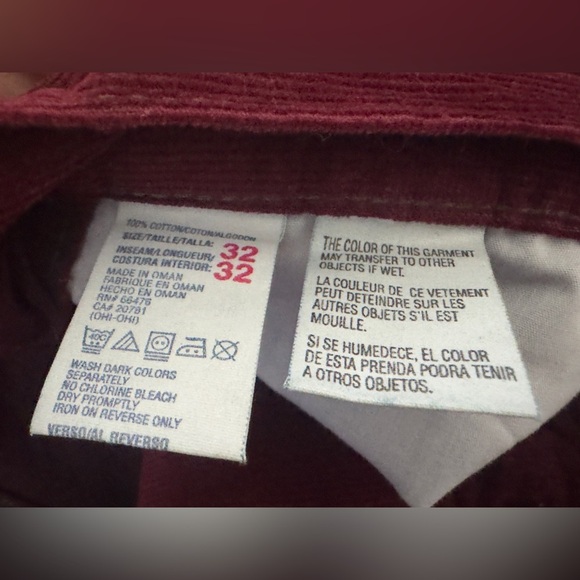 100% COTTON/COTON/ALGODON
SIZE/TAILLE/TALLA: 32
INSEAM/LONGUEUR/
COSTURA INTERIOR: 32
MADE IN OMAN
FABRIQUE EN OMAN
HECHO EN OMAN
RN# 66476
CA# 20781
(OHI-OHI)
40C
WASH DARK COLORS
SEPARATELY
NO CHLORINE BLEACH
DRY PROMPTLY
IRON ON REVERSE ONLY
VERSO/AL REVERSO
THE COLOR OF THIS GARMENT
MAY TRANSFER TO OTHER
OBJECTS IF WET.
LA COULEUR DE CE VETEMENT
PEUT DETEINDRE SUR LES
AUTRES OBJETS S'IL EST
MOUILLE.
SI SE HUMEDECE, EL COLOR
DE ESTA PRENDA PODRA TENIR
A OTROS OBJETOS.